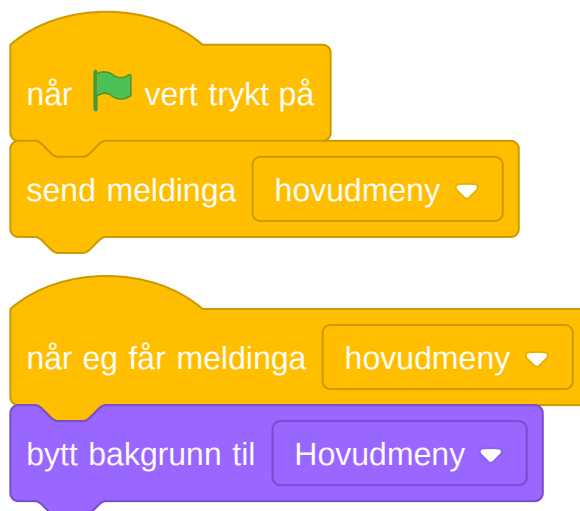 når vert trykt på
send meldinga hovudmeny
når eg får meldinga hovudmeny
bytt bakgrunn til Hovudmeny